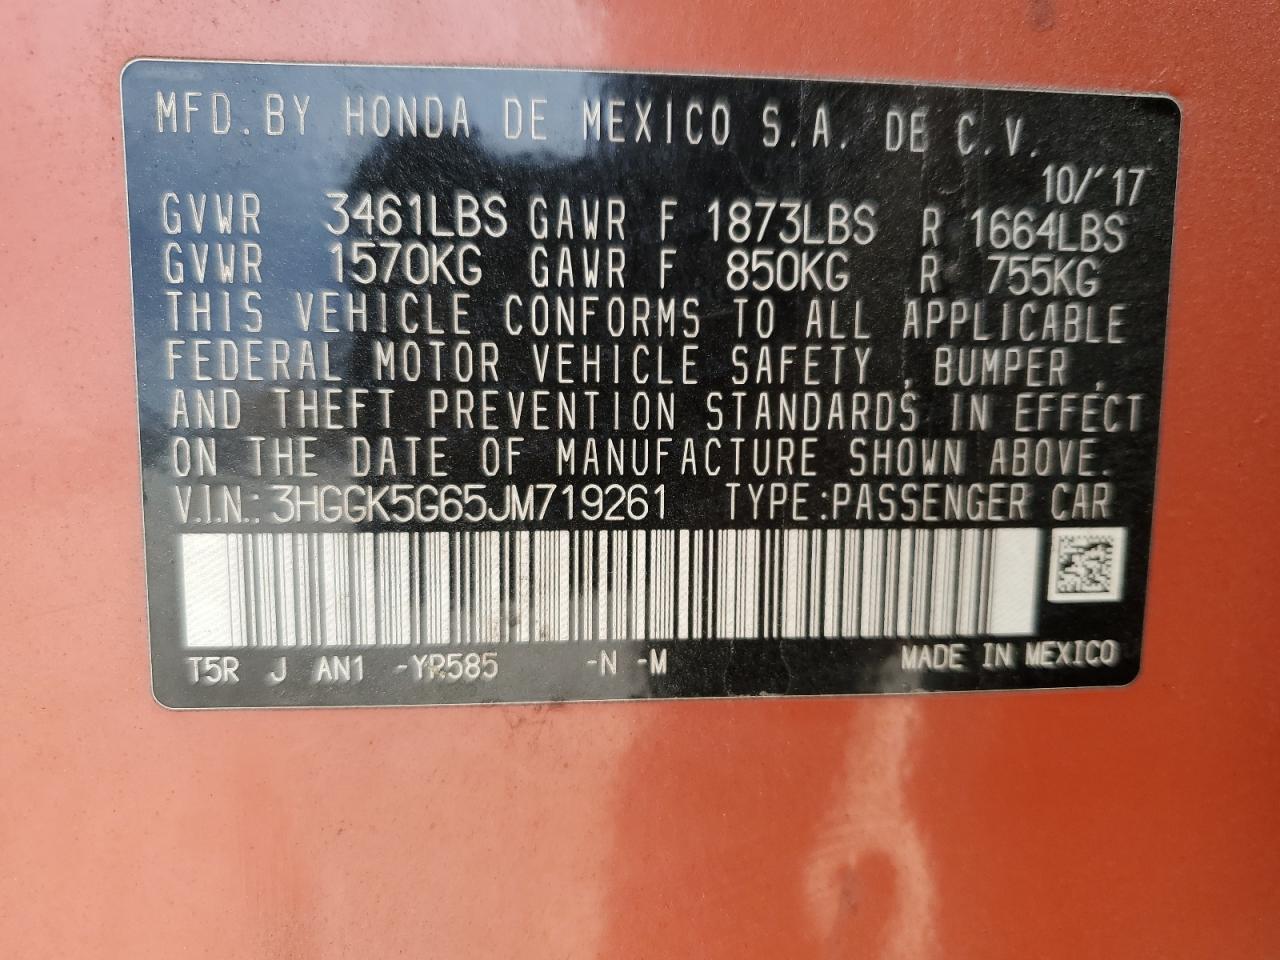 MFD.BY HONDA DE MEXICO S.A. DE C.V.
10/'17
GVWR 3461LBS GAWR F 1873LBS R 1664LBS
GVWR 1570KG GAWR F 850KG R 755KG
THIS VEHICLE CONFORMS TO ALL APPLICABLE
FEDERAL MOTOR VEHICLE SAFETY , BUMPER ,
AND THEFT PREVENTION STANDARDS IN EFFECT
ON THE DATE OF MANUFACTURE SHOWN ABOVE.
V.I.N.: 3HGGK5G65JM719261 TYPE:PASSENGER CAR
T5R J AN1 -YR585 -N -M MADE IN MEXICO